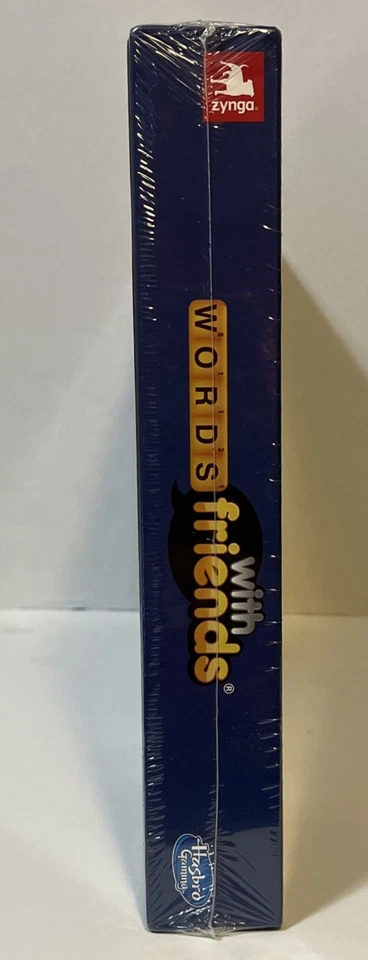 zynga®
WORDS
with
friends®
Hasbro
Gaming